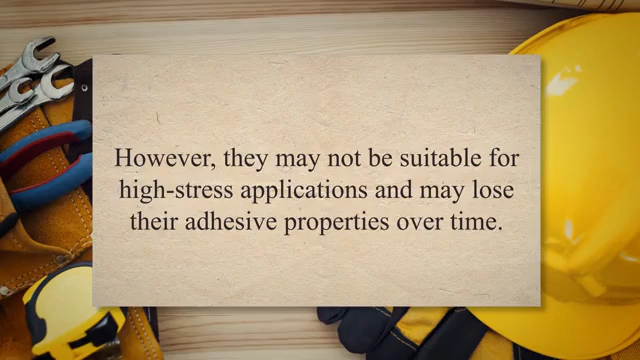 However, they may not be suitable for
high-stress applications and may lose
their adhesive properties over time.